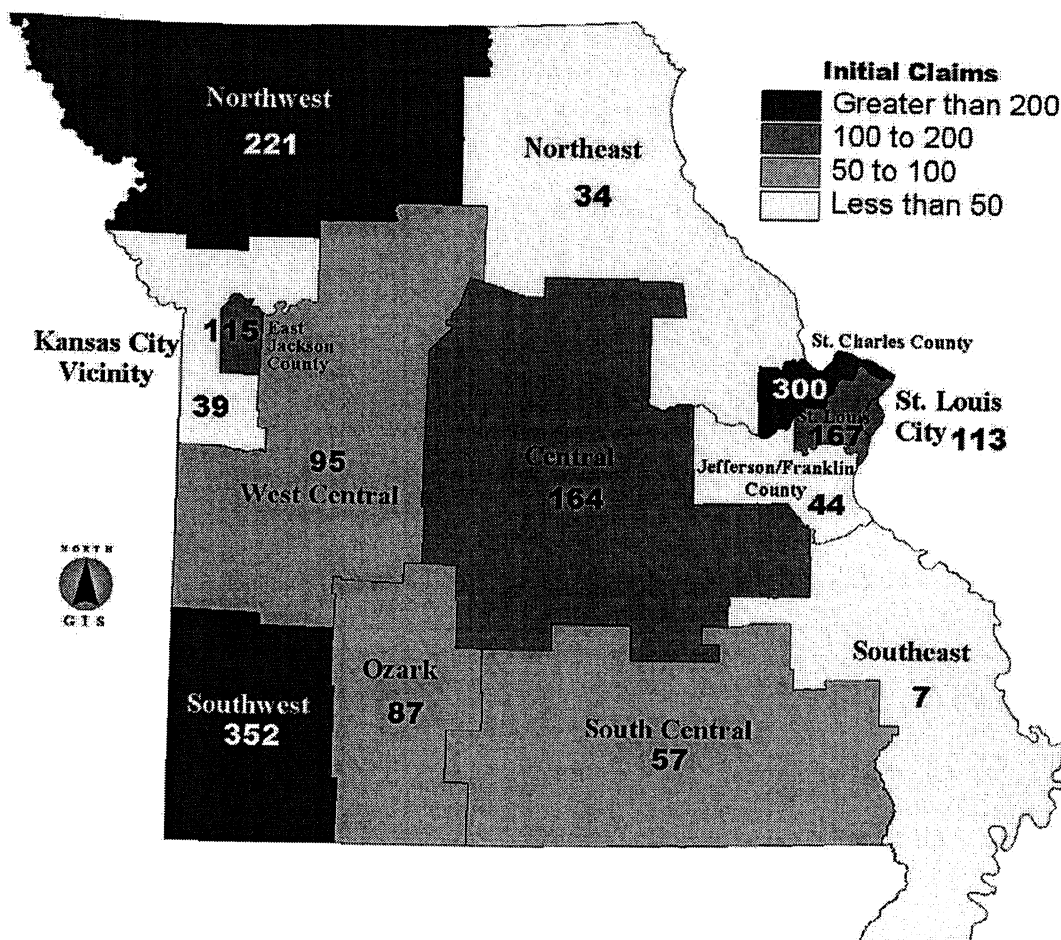 Initial Claims
Greater than 200
100 to 200
50 to 100
Less than 50
Northwest
221
Northeast
34
Kansas City
Vicinity
115
East
Jackson
County
39
St. Charles County
300
St. Louis
167
St. Louis
City 113
95
West Central
Central
164
Jefferson/Franklin
County 44
NORTH
GIS
Southwest
352
Ozark
87
South Central
57
Southeast
7